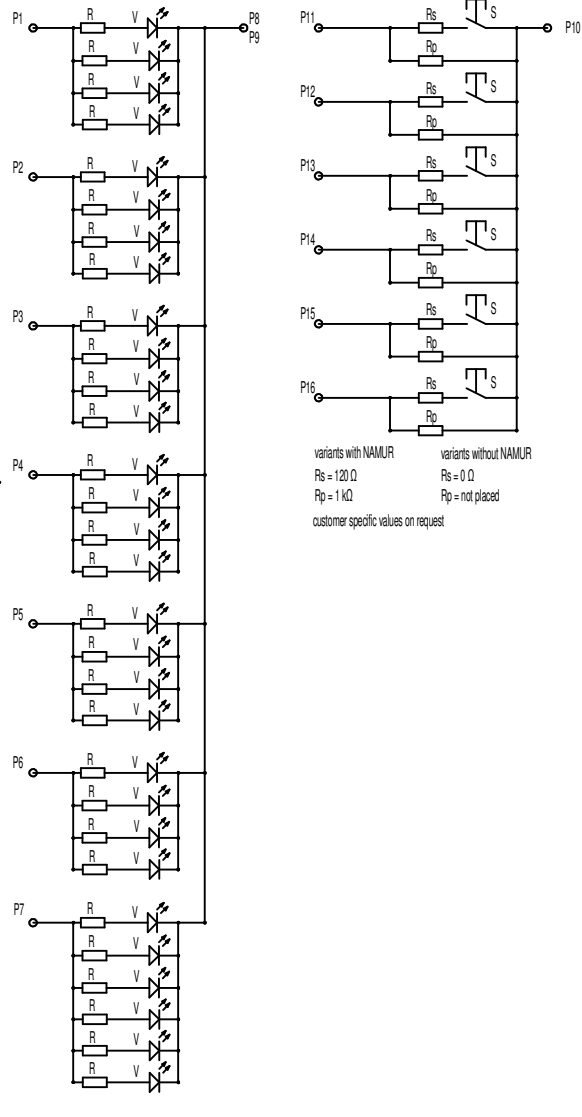 P1 R V P8
P9
R V
R V
R V
P2 R V
R V
R V
R V
P3 R V
R V
R V
R V
P4 R V
R V
R V
R V
P5 R V
R V
R V
R V
P6 R V
R V
R V
R V
P7 R V
R V
R V
R V
R V
R V
P11 Rs S P10
Rp
P12 Rs S
Rp
P13 Rs S
Rp
P14 Rs S
Rp
P15 Rs S
Rp
P16 Rs S
Rp
variants with NAMUR variants without NAMUR
Rs = 120 Ω Rs = 0 Ω
Rp = 1 kΩ Rp = not placed
customer specific values on request